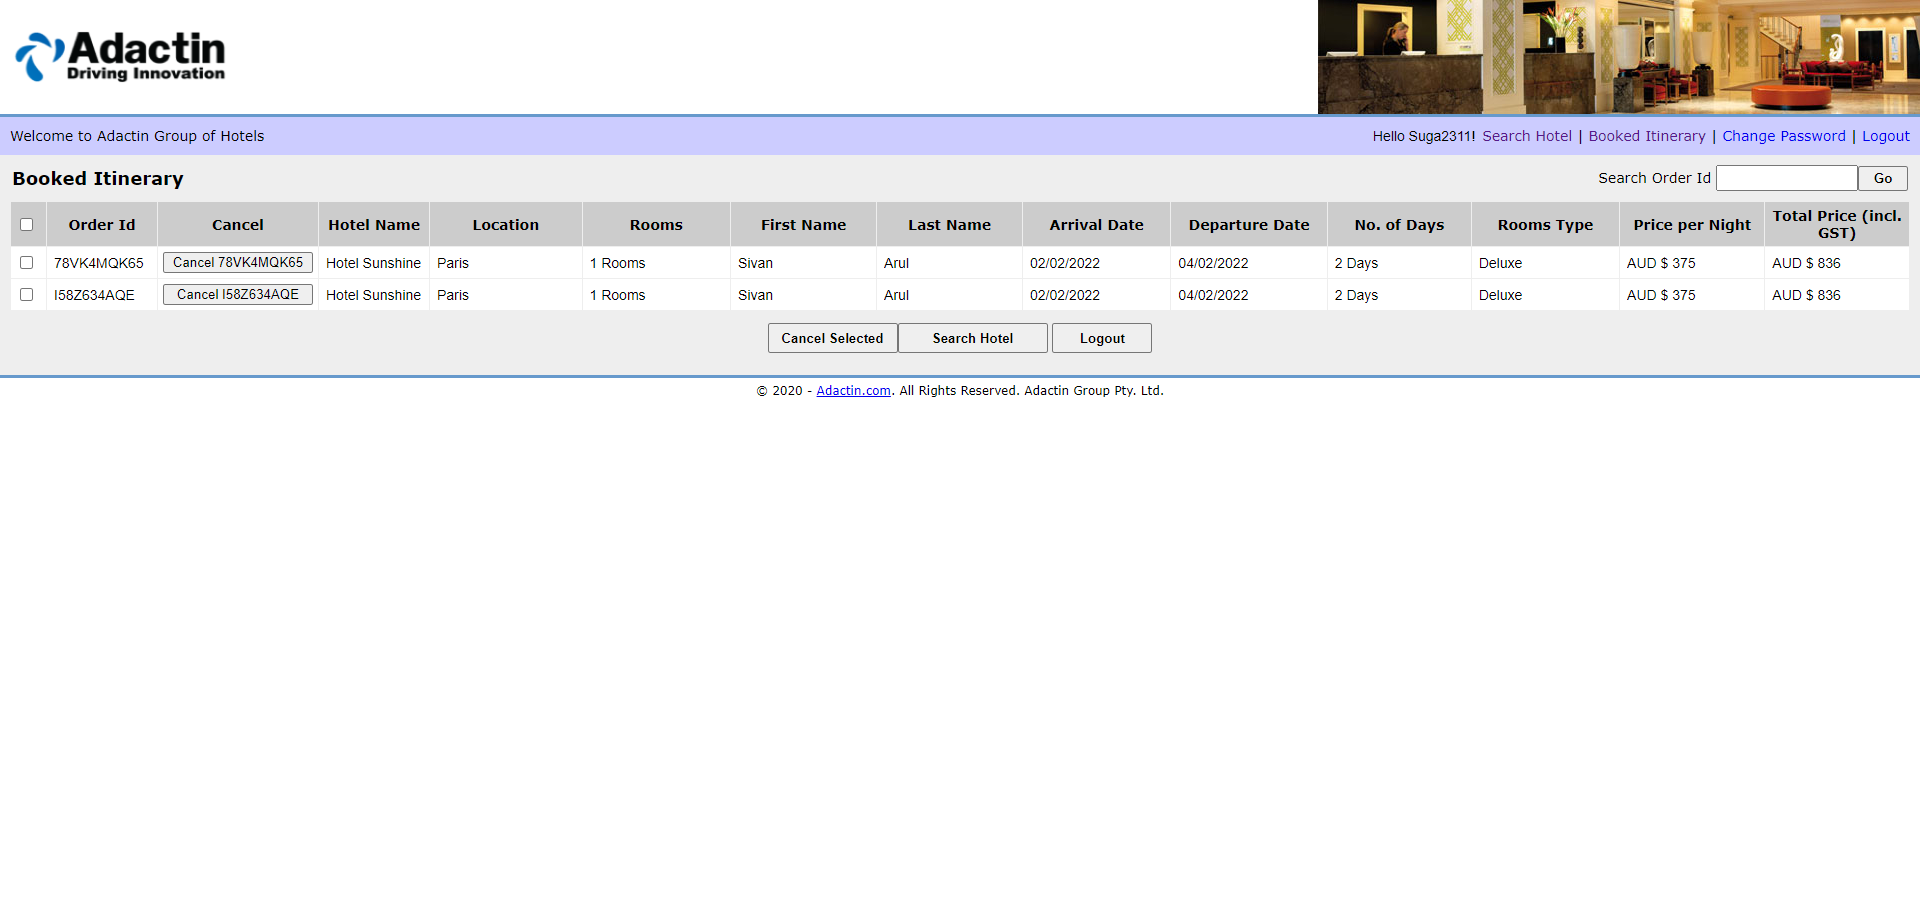 Adactin
Driving Innovation
Welcome to Adactin Group of Hotels
Hello Suga2311! Search Hotel | Booked Itinerary | Change Password | Logout
Booked Itinerary
Search Order Id Go
Order Id Cancel Hotel Name Location Rooms First Name Last Name Arrival Date Departure Date No. of Days Rooms Type Price per Night Total Price (incl. GST)
78VK4MQK65 Cancel 78VK4MQK65 Hotel Sunshine Paris 1 Rooms Sivan Arul 02/02/2022 04/02/2022 2 Days Deluxe AUD $ 375 AUD $ 836
I58Z634AQE Cancel I58Z634AQE Hotel Sunshine Paris 1 Rooms Sivan Arul 02/02/2022 04/02/2022 2 Days Deluxe AUD $ 375 AUD $ 836
Cancel Selected Search Hotel Logout
© 2020 - Adactin.com. All Rights Reserved. Adactin Group Pty. Ltd.